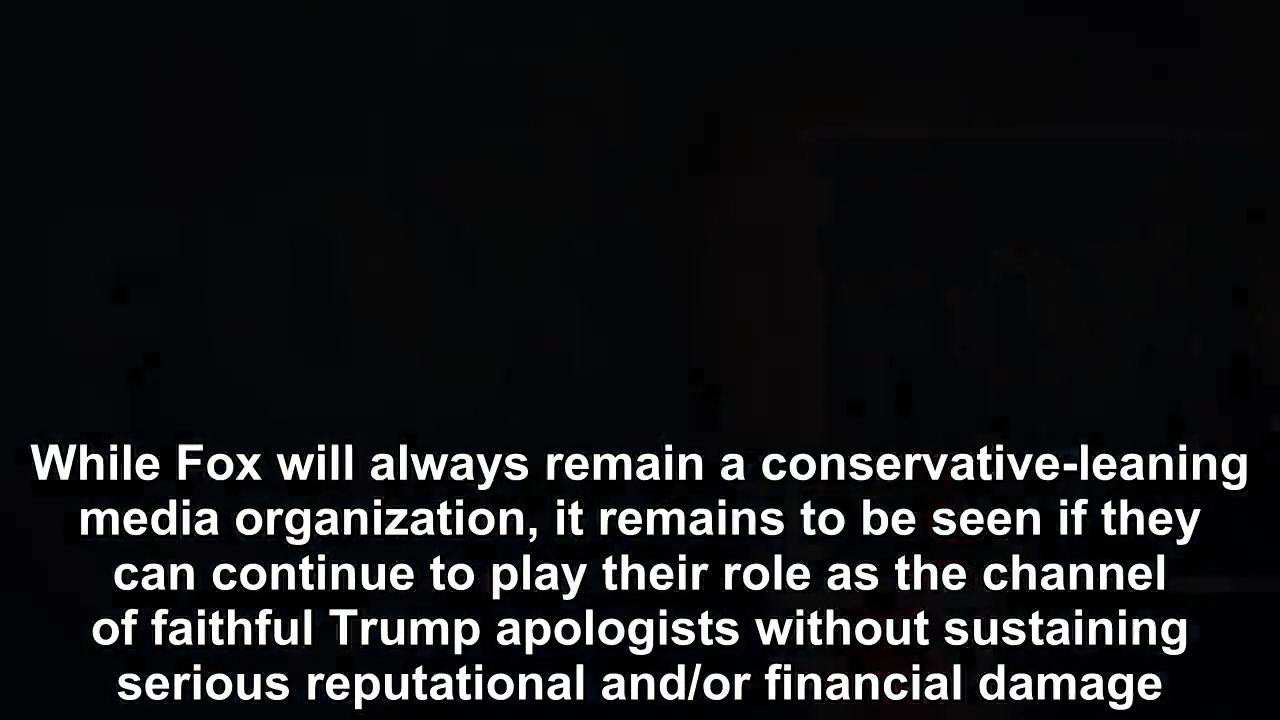 While Fox will always remain a conservative-leaning
media organization, it remains to be seen if they
can continue to play their role as the channel
of faithful Trump apologists without sustaining
serious reputational and/or financial damage